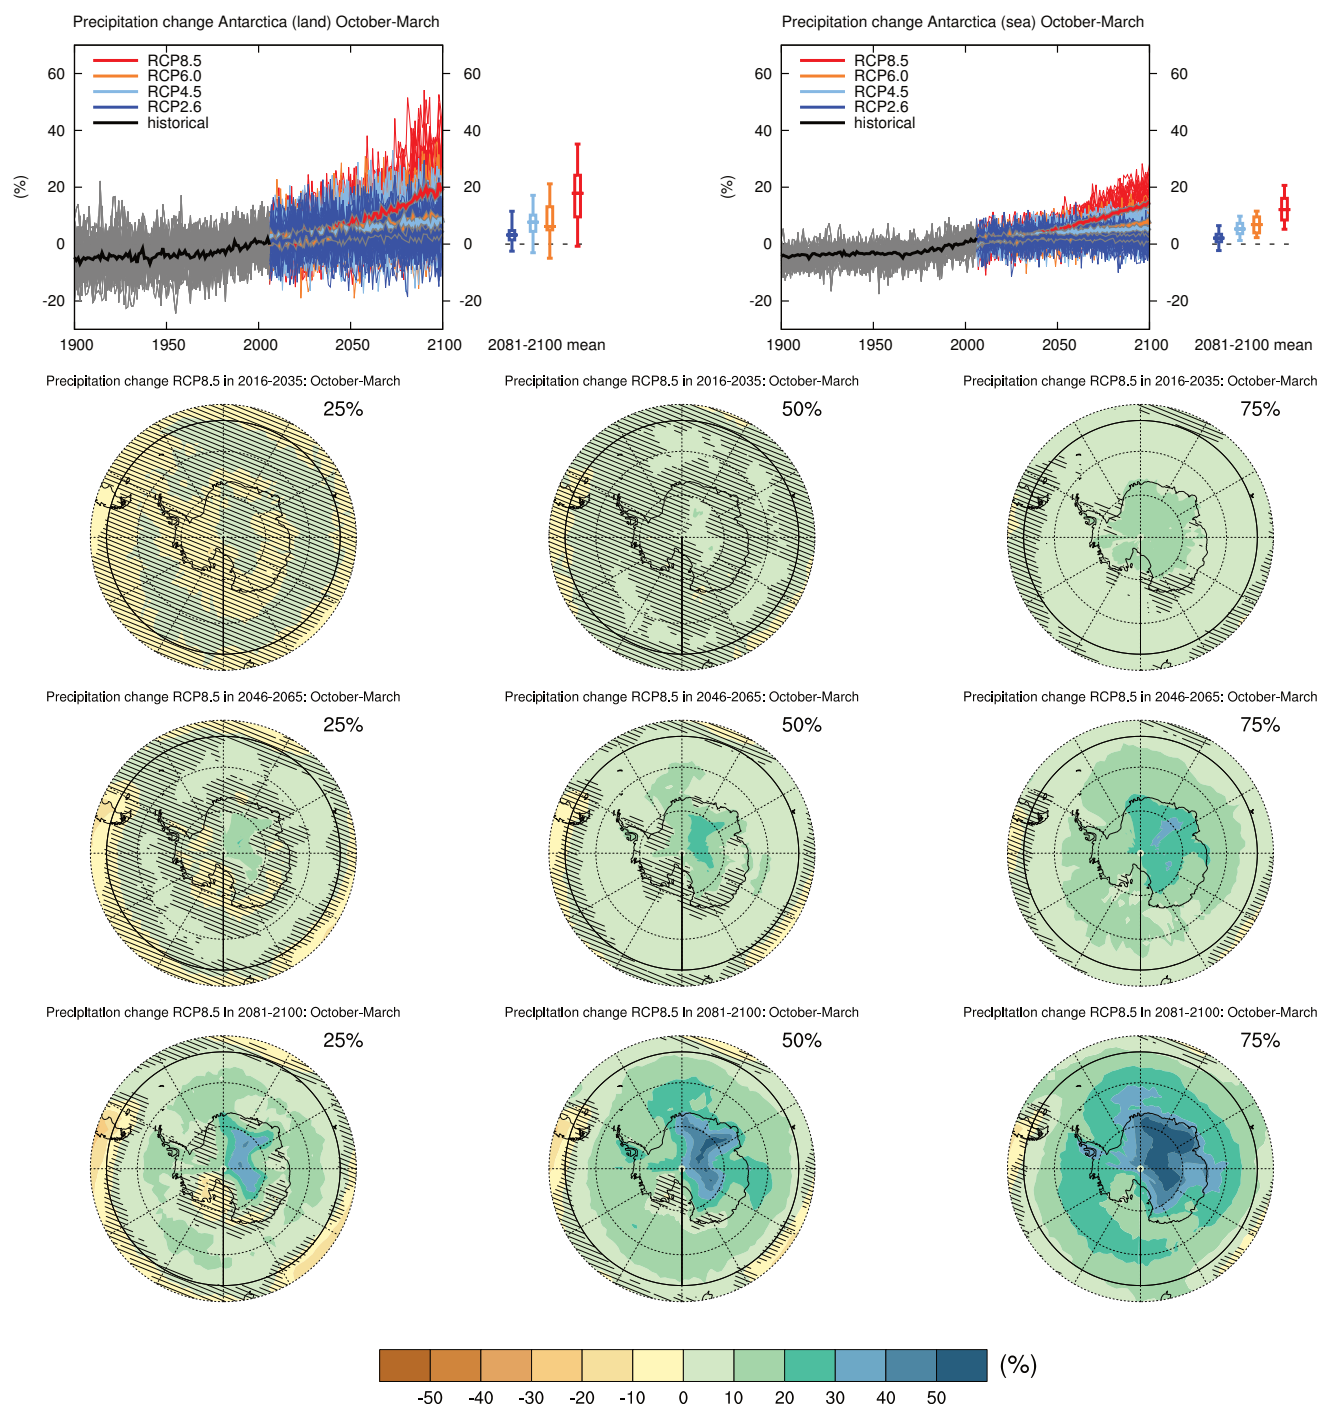 Precipitation change Antarctica (land) October-March
Precipitation change Antarctica (sea) October-March
60
40
20
0
-20
(%)
RCP8.5
RCP6.0
RCP4.5
RCP2.6
historical
1900
1950
2000
2050
2100
60
40
20
0
-20
2081-2100 mean
60
40
20
0
-20
(%)
RCP8.5
RCP6.0
RCP4.5
RCP2.6
historical
1900
1950
2000
2050
2100
60
40
20
0
-20
2081-2100 mean
Precipitation change RCP8.5 in 2016-2035: October-March
25%
Precipitation change RCP8.5 in 2016-2035: October-March
50%
Precipitation change RCP8.5 in 2016-2035: October-March
75%
Precipitation change RCP8.5 in 2046-2065: October-March
25%
Precipitation change RCP8.5 in 2046-2065: October-March
50%
Precipitation change RCP8.5 in 2046-2065: October-March
75%
Precipitation change RCP8.5 in 2081-2100: October-March
25%
Precipitation change RCP8.5 in 2081-2100: October-March
50%
Precipitation change RCP8.5 in 2081-2100: October-March
75%
(%)
-50 -40 -30 -20 -10 0 10 20 30 40 50